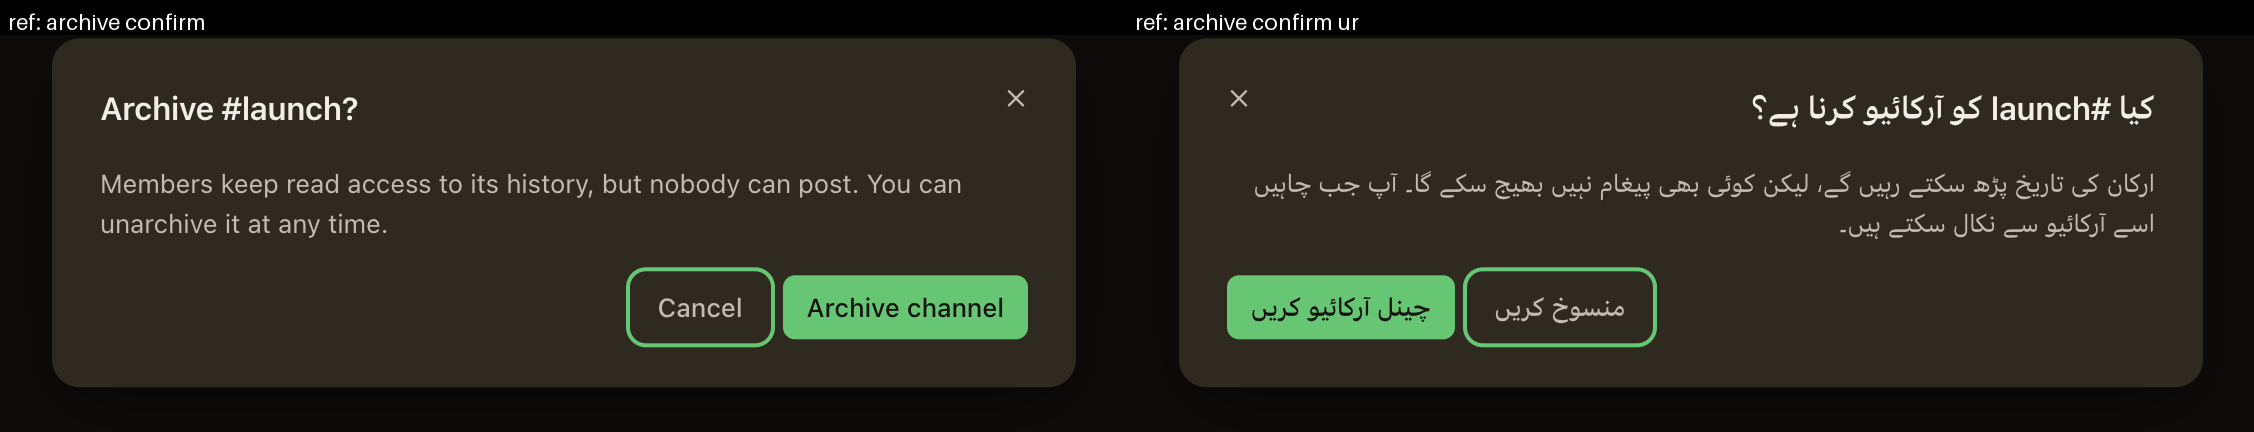 ref: archive confirm
Archive #launch?
Members keep read access to its history, but nobody can post. You can
unarchive it at any time.
Cancel
Archive channel
ref: archive confirm ur
کیا #launch کو آرکائیو کرنا ہے؟
ارکان کی تاریخ پڑھ سکتے رہیں گے، لیکن کوئی بھی پیغام نہیں بھیج سکے گا۔ آپ جب چاہیں
اسے آرکائیو سے نکال سکتے ہیں۔
منسوخ کریں
چینل آرکائیو کریں